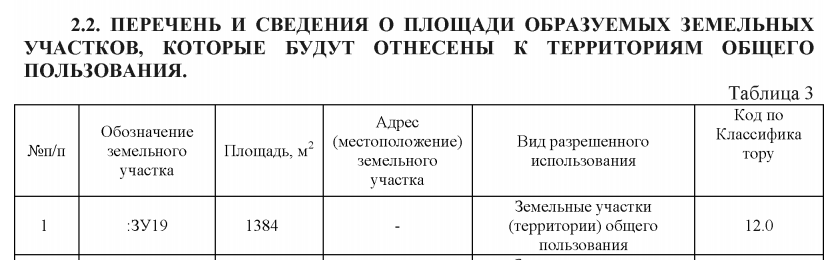 2.2. ПЕРЕЧЕНЬ И СВЕДЕНИЯ О ПЛОЩАДИ ОБРАЗУЕМЫХ ЗЕМЕЛЬНЫХ
УЧАСТКОВ, КОТОРЫЕ БУДУТ ОТНЕСЕНЫ К ТЕРРИТОРИЯМ ОБЩЕГО
ПОЛЬЗОВАНИЯ.
Таблица 3
№п/п
Обозначение
земельного
участка
Площадь, м²
Адрес
(местоположение)
земельного
участка
Вид разрешенного
использования
Код по
Классифика
тору
1
:ЗУ19
1384
-
Земельные участки
(территории) общего
пользования
12.0